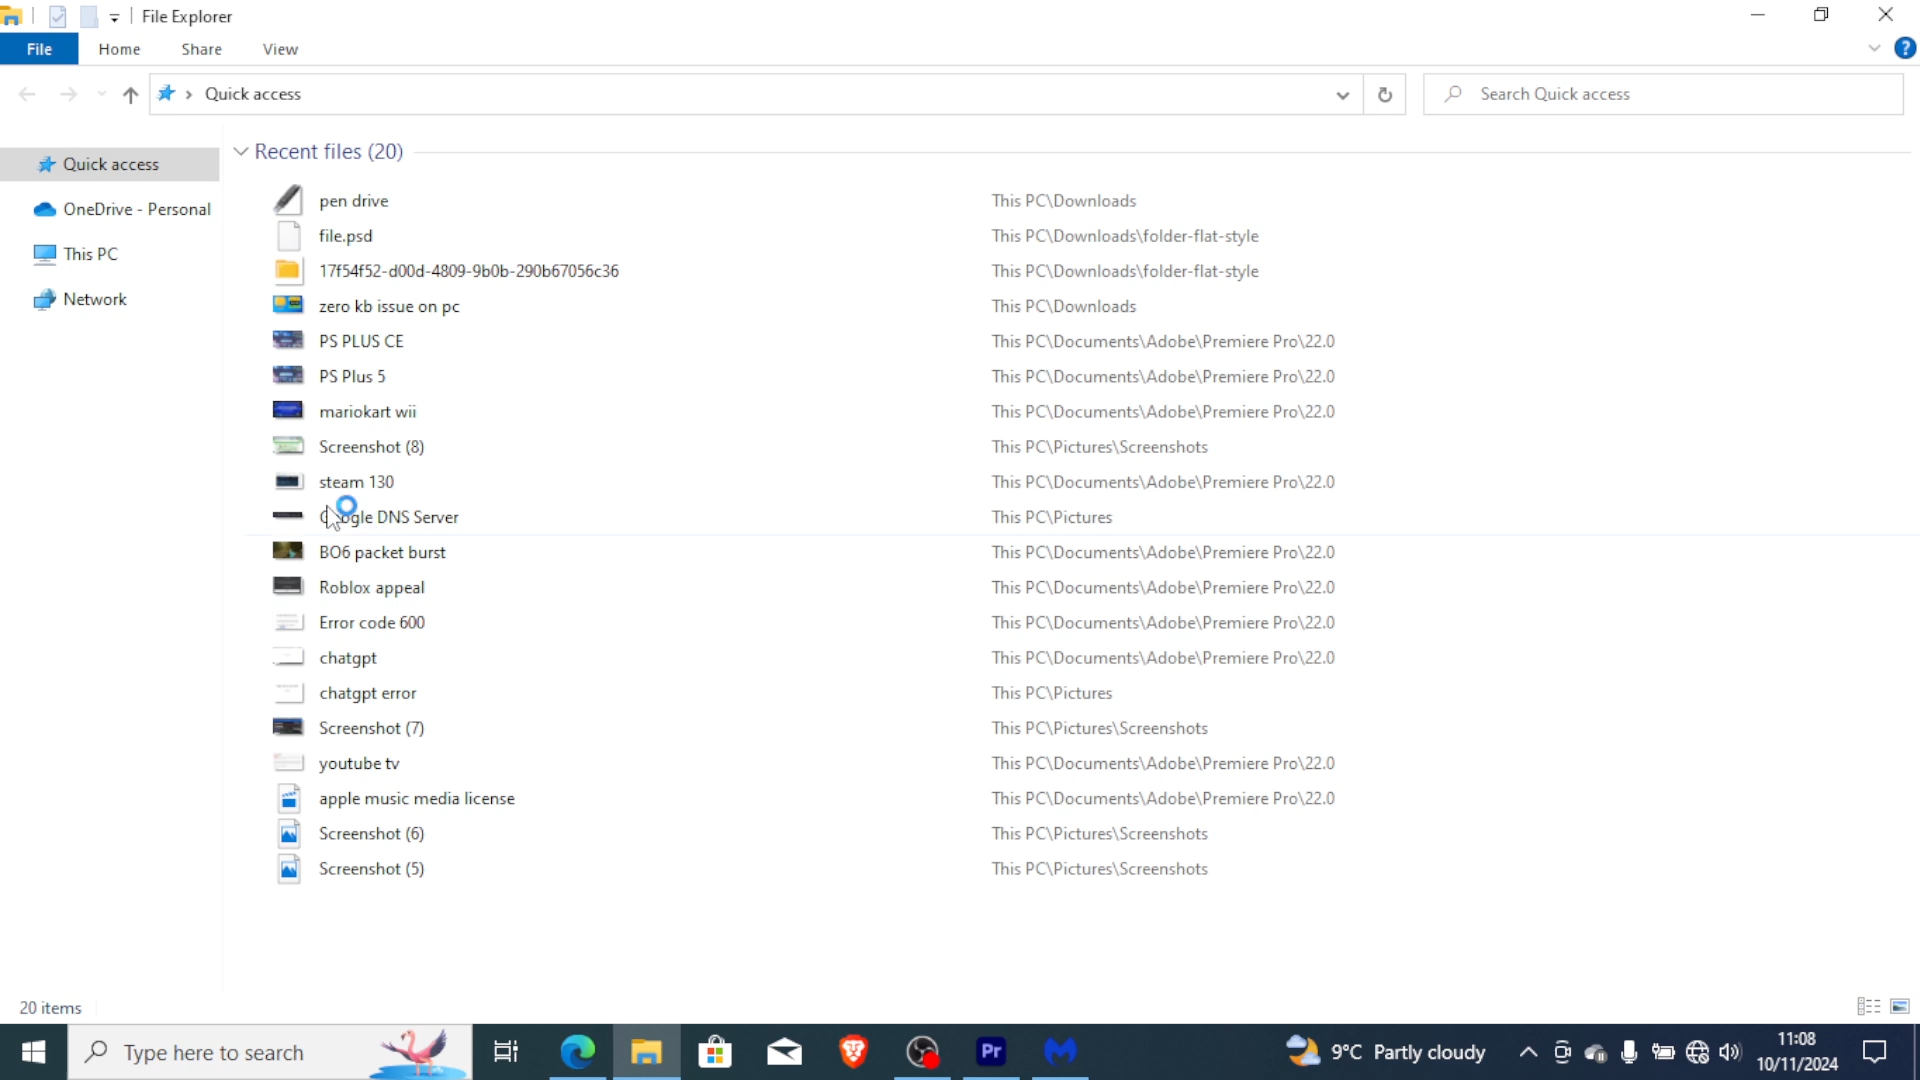 File Explorer
File Home Share View
Quick access
Search Quick access
Quick access
OneDrive - Personal
This PC
Network
Recent files (20)
pen drive This PC\Downloads
file.psd This PC\Downloads\folder-flat-style
17f54f52-d00d-4809-9b0b-290b67056c36 This PC\Downloads\folder-flat-style
zero kb issue on pc This PC\Downloads
PS PLUS CE This PC\Documents\Adobe\Premiere Pro\22.0
PS Plus 5 This PC\Documents\Adobe\Premiere Pro\22.0
mariokart wii This PC\Documents\Adobe\Premiere Pro\22.0
Screenshot (8) This PC\Pictures\Screenshots
steam 130 This PC\Documents\Adobe\Premiere Pro\22.0
Google DNS Server This PC\Pictures
BO6 packet burst This PC\Documents\Adobe\Premiere Pro\22.0
Roblox appeal This PC\Documents\Adobe\Premiere Pro\22.0
Error code 600 This PC\Documents\Adobe\Premiere Pro\22.0
chatgpt This PC\Documents\Adobe\Premiere Pro\22.0
chatgpt error This PC\Pictures
Screenshot (7) This PC\Pictures\Screenshots
youtube tv This PC\Documents\Adobe\Premiere Pro\22.0
apple music media license This PC\Documents\Adobe\Premiere Pro\22.0
Screenshot (6) This PC\Pictures\Screenshots
Screenshot (5) This PC\Pictures\Screenshots
20 items
Type here to search
Pr
9°C Partly cloudy
11:08
10/11/2024